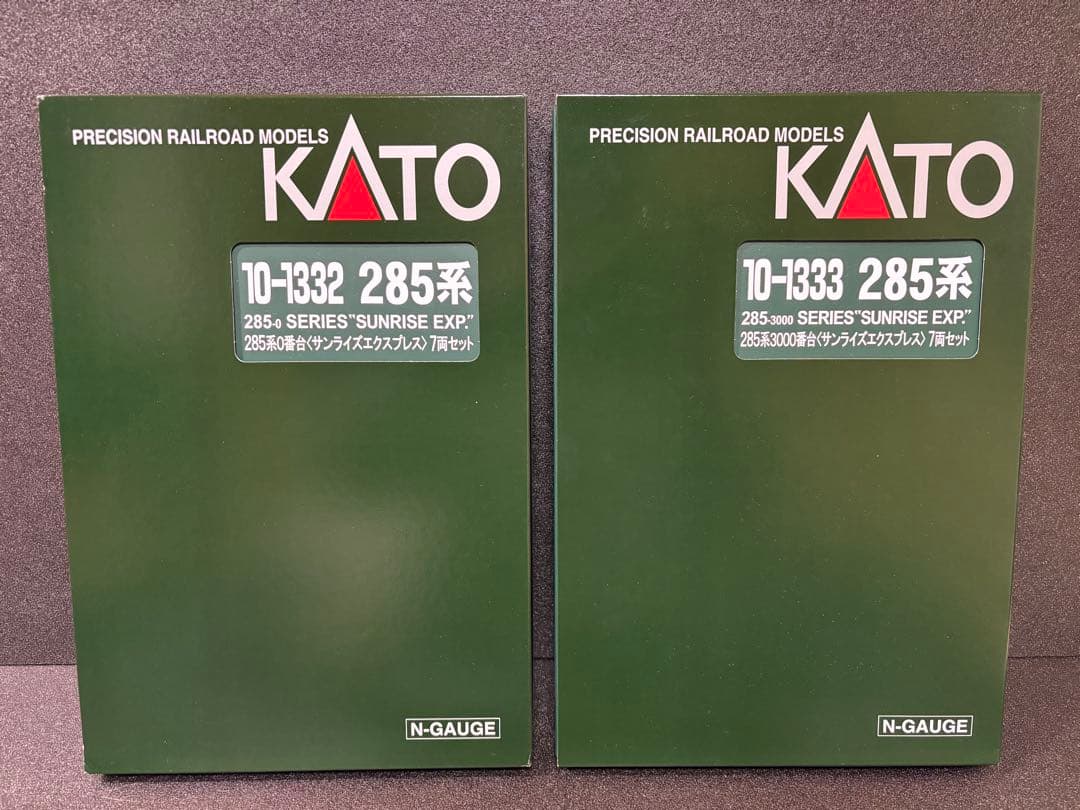 PRECISION RAILROAD MODELS
KATO
10-1332 285系
285-0 SERIES "SUNRISE EXP."
285系0番台〈サンライズエクスプレス〉7両セット
N-GAUGE
PRECISION RAILROAD MODELS
KATO
10-1333 285系
285-3000 SERIES "SUNRISE EXP."
285系3000番台〈サンライズエクスプレス〉7両セット
N-GAUGE